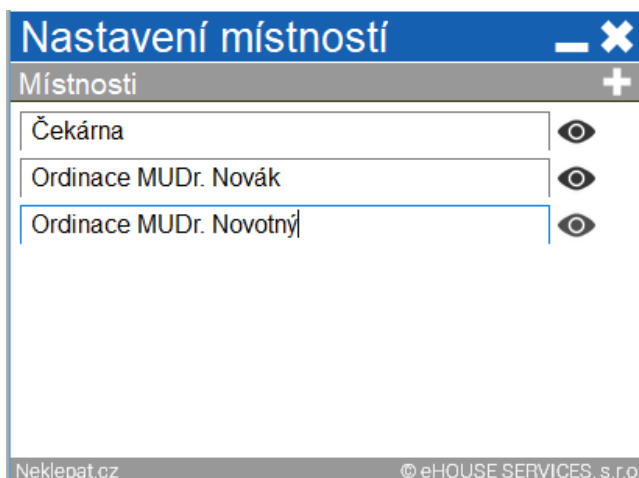 Nastavení místností
Místnosti
Čekárna
Ordinace MUDr. Novák
Ordinace MUDr. Novotný
Neklepat.cz © eHOUSE SERVICES, s.r.o